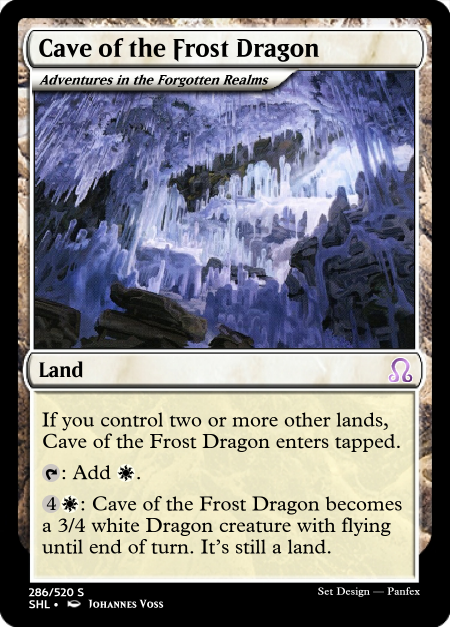 Cave of the Frost Dragon
Adventures in the Forgotten Realms
Land
If you control two or more other lands,
Cave of the Frost Dragon enters tapped.
: Add .
4 : Cave of the Frost Dragon becomes
a 3/4 white Dragon creature with flying
until end of turn. It's still a land.
286/520 S
Set Design — Panfex
SHL • Johannes Voss